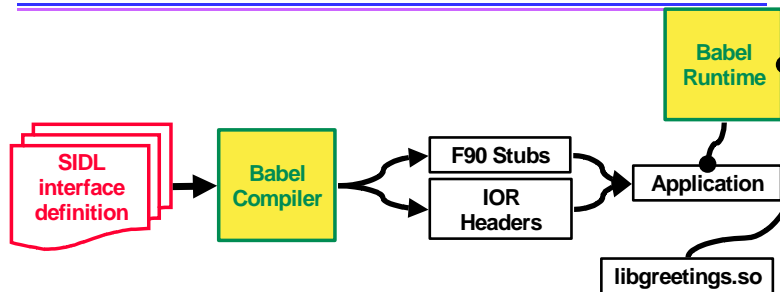 Babel
Runtime
SIDL
interface
definition
Babel
Compiler
F90 Stubs
IOR
Headers
Application
libgreetings.so